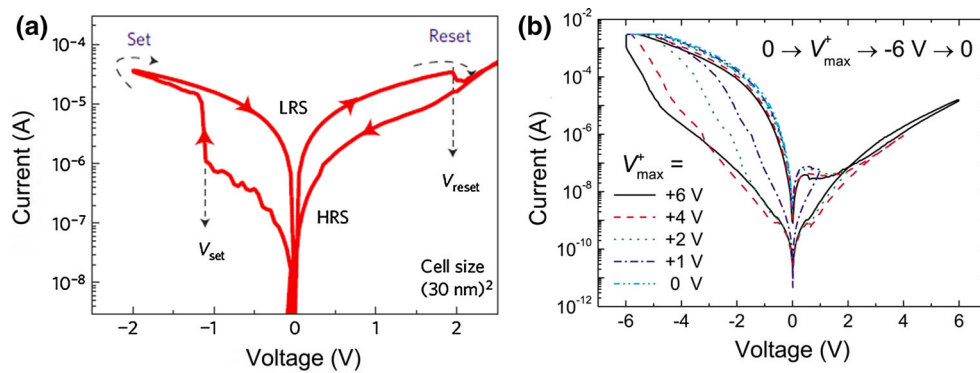 (a)
Set
Reset
10⁻⁴
10⁻⁵
10⁻⁶
10⁻⁷
10⁻⁸
Current (A)
LRS
HRS
V_set
V_reset
Cell size
(30 nm)²
−2
−1
0
1
2
Voltage (V)
(b)
0 → V⁺_max → -6 V → 0
10⁻²
10⁻⁴
10⁻⁶
10⁻⁸
10⁻¹⁰
10⁻¹²
Current (A)
V⁺_max =
+6 V
+4 V
+2 V
+1 V
0 V
-6
-4
-2
0
2
4
6
Voltage (V)